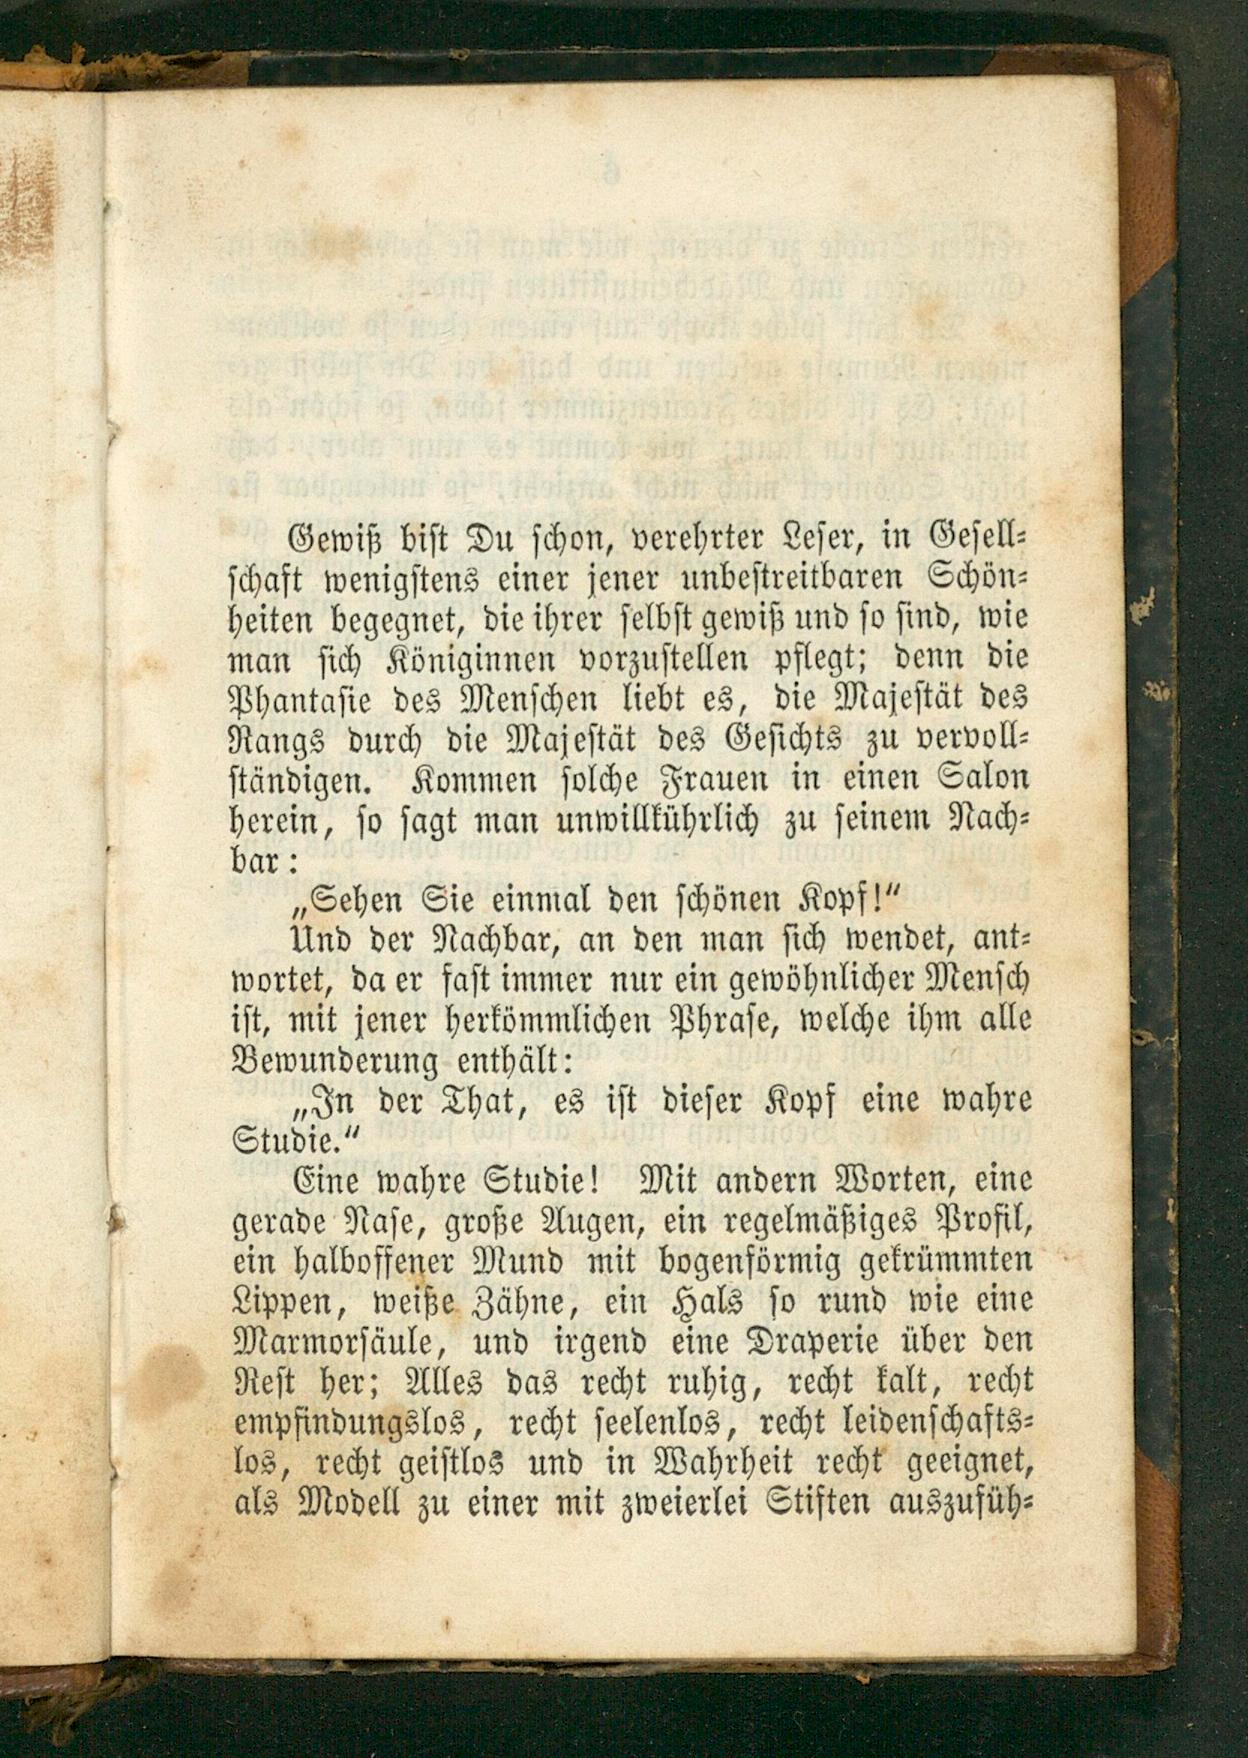 Gewiß bist Du schon, verehrter Leser, in Gesell-
schaft wenigstens einer jener unbestreitbaren Schön-
heiten begegnet, die ihrer selbst gewiß und so sind, wie
man sich Königinnen vorzustellen pflegt; denn die
Phantasie des Menschen liebt es, die Majestät des
Rangs durch die Majestät des Gesichts zu vervoll-
ständigen. Kommen solche Frauen in einen Salon
herein, so sagt man unwillkührlich zu seinem Nach-
bar:
„Sehen Sie einmal den schönen Kopf!“
Und der Nachbar, an den man sich wendet, ant-
wortet, da er fast immer nur ein gewöhnlicher Mensch
ist, mit jener herkömmlichen Phrase, welche ihm alle
Bewunderung enthält:
„In der That, es ist dieser Kopf eine wahre
Studie.“
Eine wahre Studie! Mit andern Worten, eine
gerade Nase, große Augen, ein regelmäßiges Profil,
ein halboffener Mund mit bogenförmig gekrümmten
Lippen, weiße Zähne, ein Hals so rund wie eine
Marmorsäule, und irgend eine Draperie über den
Rest her; Alles das recht ruhig, recht kalt, recht
empfindungslos, recht seelenlos, recht leidenschafts-
los, recht geistlos und in Wahrheit recht geeignet,
als Modell zu einer mit zweierlei Stiften auszufüh-